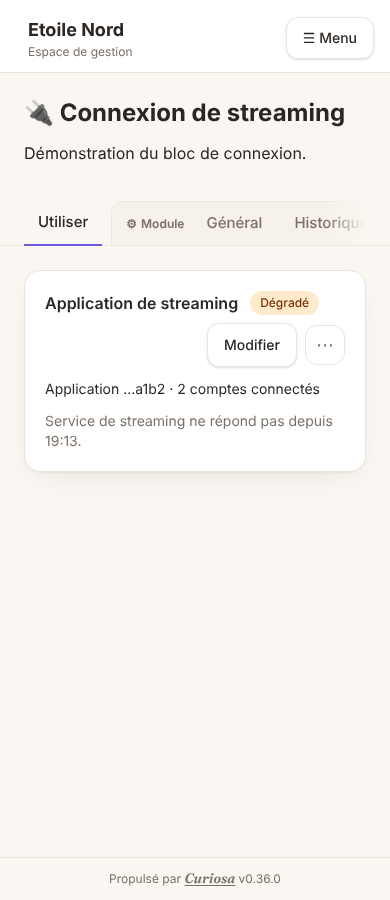 Etoile Nord
Espace de gestion
☰ Menu
🔌 Connexion de streaming
Démonstration du bloc de connexion.
Utiliser
⚙ Module
Général
Historique
Application de streaming
Dégradé
Modifier
...
Application …a1b2 · 2 comptes connectés
Service de streaming ne répond pas depuis
19:13.
Propulsé par Curiosa v0.36.0